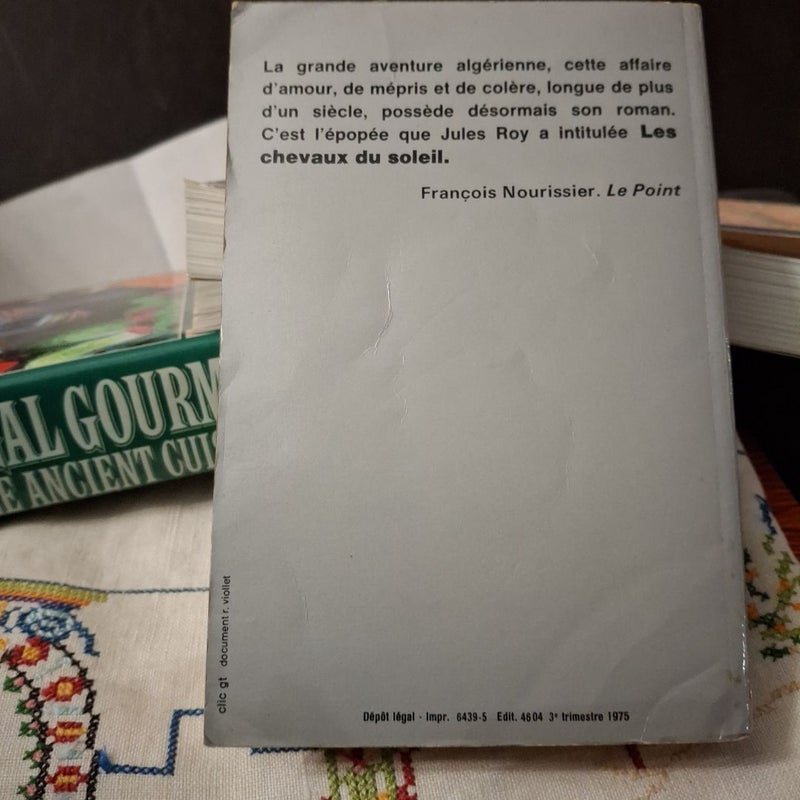 La grande aventure algérienne, cette affaire
d'amour, de mépris et de colère, longue de plus
d'un siècle, possède désormais son roman.
C'est l'épopée que Jules Roy a intitulée Les
chevaux du soleil.
François Nourissier. Le Point
GOURM
ANCIENT
clic gt document r. viollet
Dépôt légal - Impr. 6439-5 Edit. 4604 3e trimestre 1975